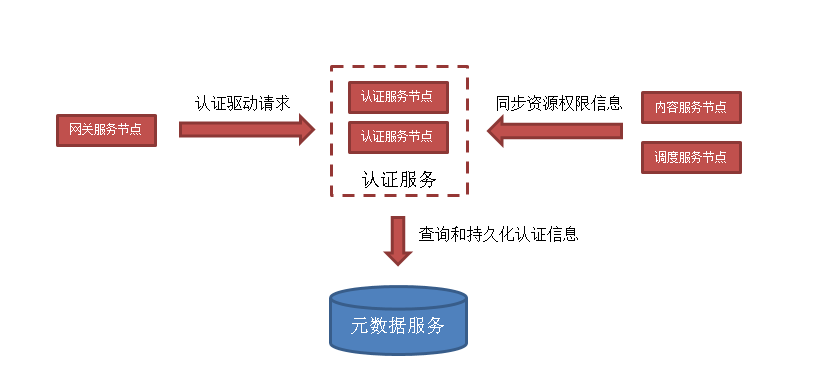 网关服务节点
认证驱动请求
认证服务节点
认证服务节点
认证服务
同步资源权限信息
内容服务节点
调度服务节点
查询和持久化认证信息
元数据服务